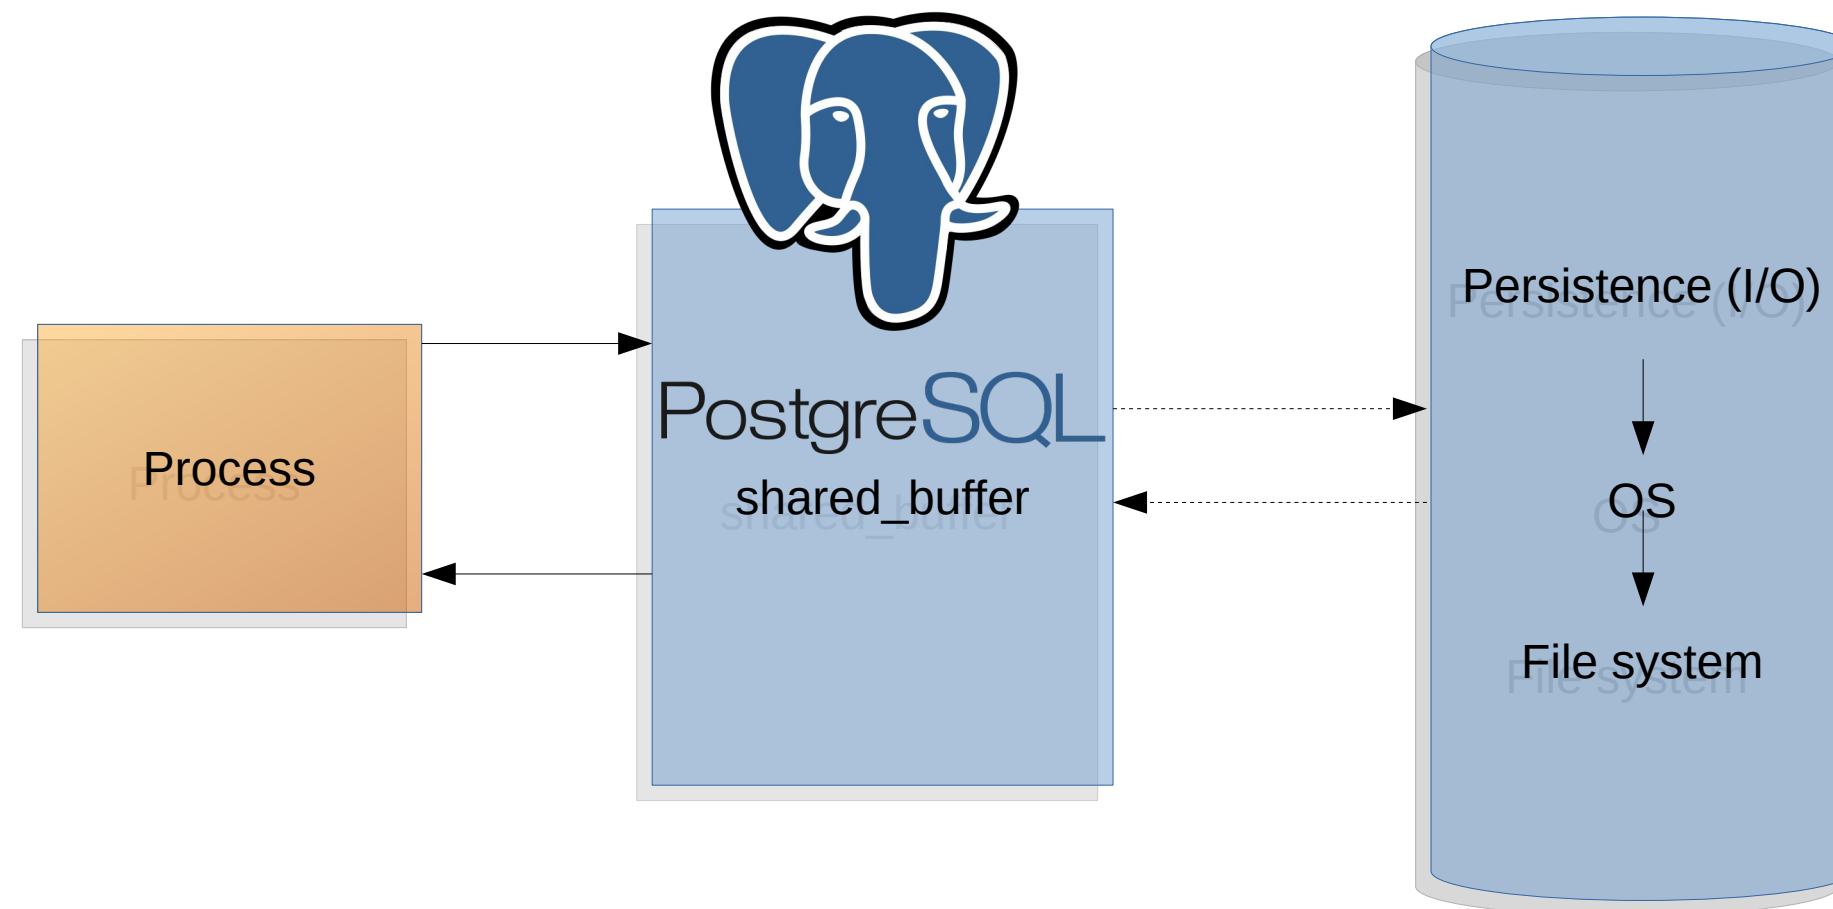 Process
PostgreSQL
shared_buffer
Persistence (I/O)
OS
File system